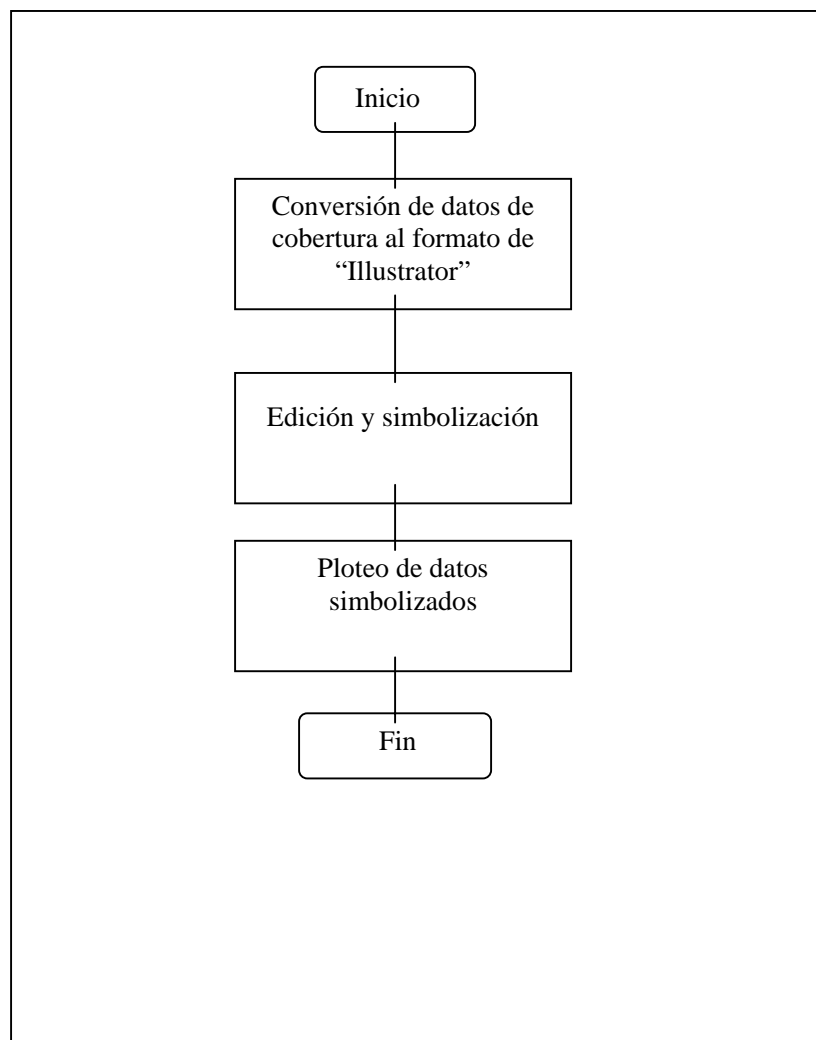 Inicio
Conversión de datos de
cobertura al formato de
“Illustrator”
Edición y simbolización
Ploteo de datos
simbolizados
Fin